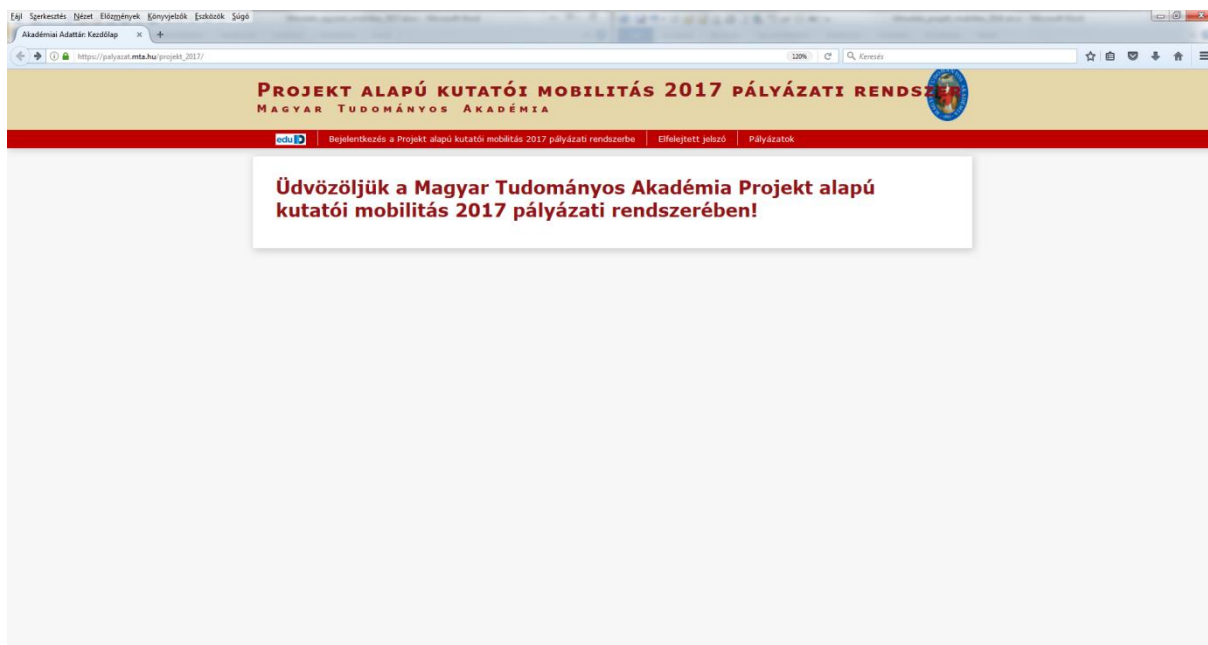 Fájl Szerkesztés Nézet Előzmények Könyvjelzők Eszközök Súgó
Akadémiai Adattár: Kezdőlap
https://palyazat.mta.hu/projekt_2017/
120%
Keresés
PROJEKT ALAPÚ KUTATÓI MOBILITÁS 2017 PÁLYÁZATI RENDSZER
MAGYAR TUDOMÁNYOS AKADÉMIA
eduID Bejelentkezés a Projekt alapú kutatói mobilitás 2017 pályázati rendszerbe Elfelejtett jelszó Pályázatok
Üdvözöljük a Magyar Tudományos Akadémia Projekt alapú
kutatói mobilitás 2017 pályázati rendszerében!